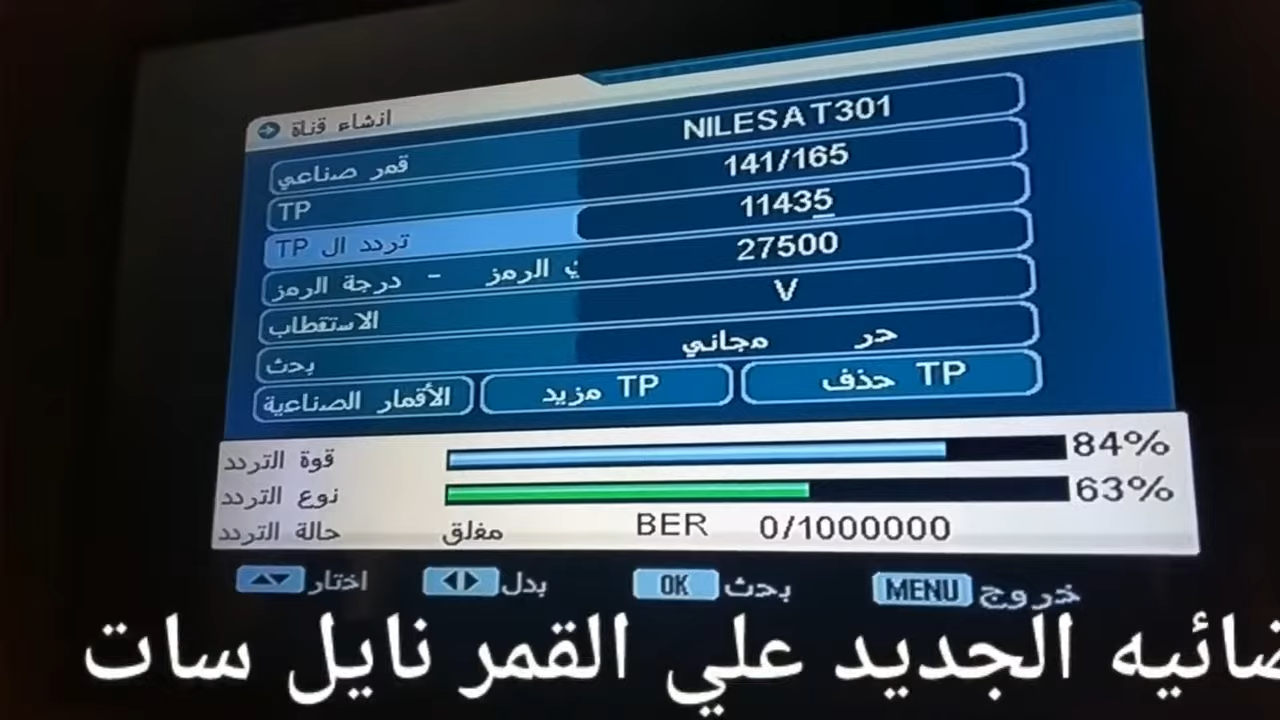 انشاء قناة
قمر صناعي NILESAT301
TP 141/165
تردد ال TP 11435
ي الرمز - درجة الرمز 27500
الاستقطاب V
بحث حر مجاني
الأقمار الصناعية TP مزيد TP حذف
قوة التردد 84%
نوع التردد 63%
حالة التردد مغلق BER 0/1000000
اختار بدل OK بحث MENU خروج
ضائيه الجديد علي القمر نايل سات